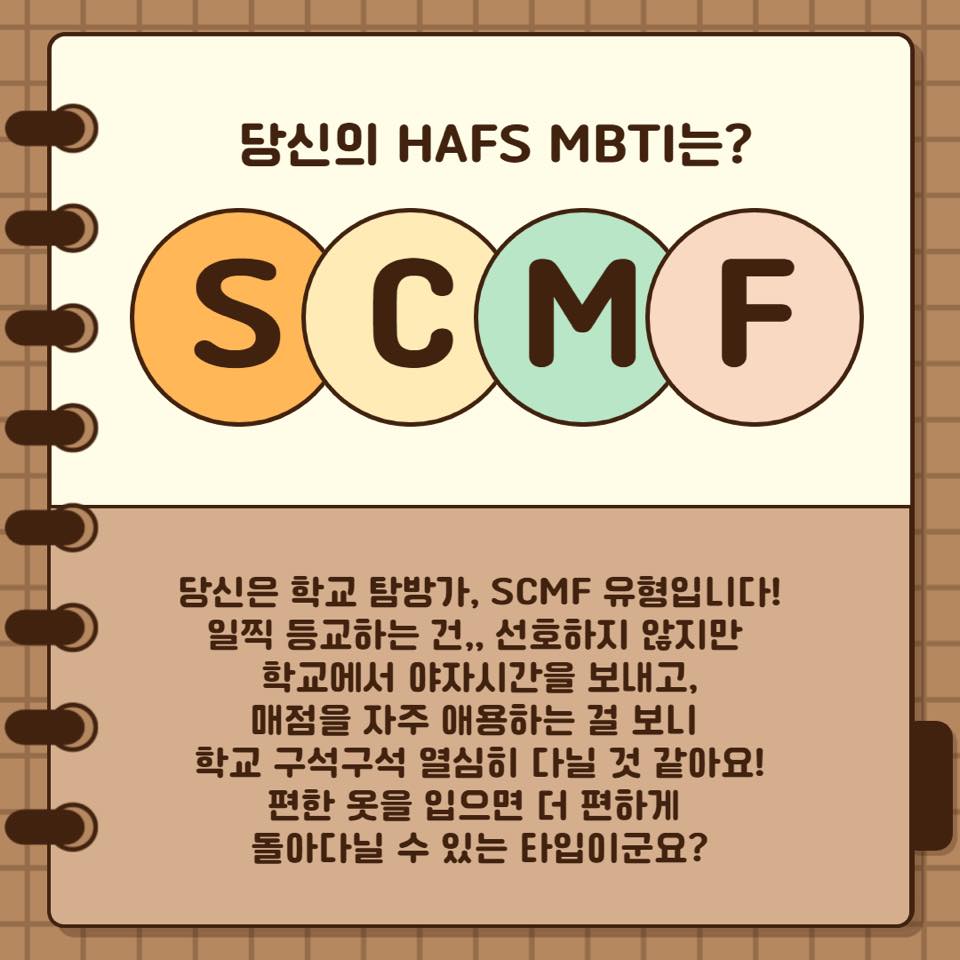 당신의 HAFS MBTI는?
SCMF
당신은 학교 탐방가, SCMF 유형입니다!
일찍 등교하는 건,, 선호하지 않지만
학교에서 야자시간을 보내고,
매점을 자주 애용하는 걸 보니
학교 구석구석 열심히 다닐 것 같아요!
편한 옷을 입으면 더 편하게
돌아다닐 수 있는 타입이군요?